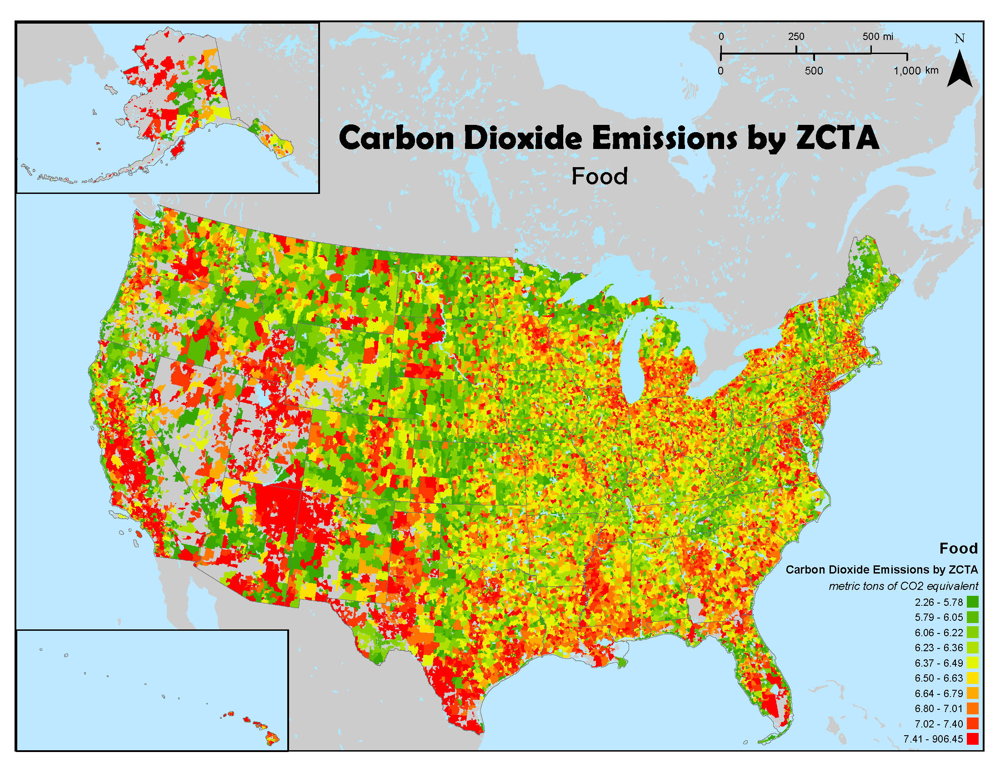 0 250 500 mi
N
0 500 1,000 km
Carbon Dioxide Emissions by ZCTA
Food
Food
Carbon Dioxide Emissions by ZCTA
metric tons of CO2 equivalent
2.26 - 5.78
5.79 - 6.05
6.06 - 6.22
6.23 - 6.36
6.37 - 6.49
6.50 - 6.63
6.64 - 6.79
6.80 - 7.01
7.02 - 7.40
7.41 - 906.45